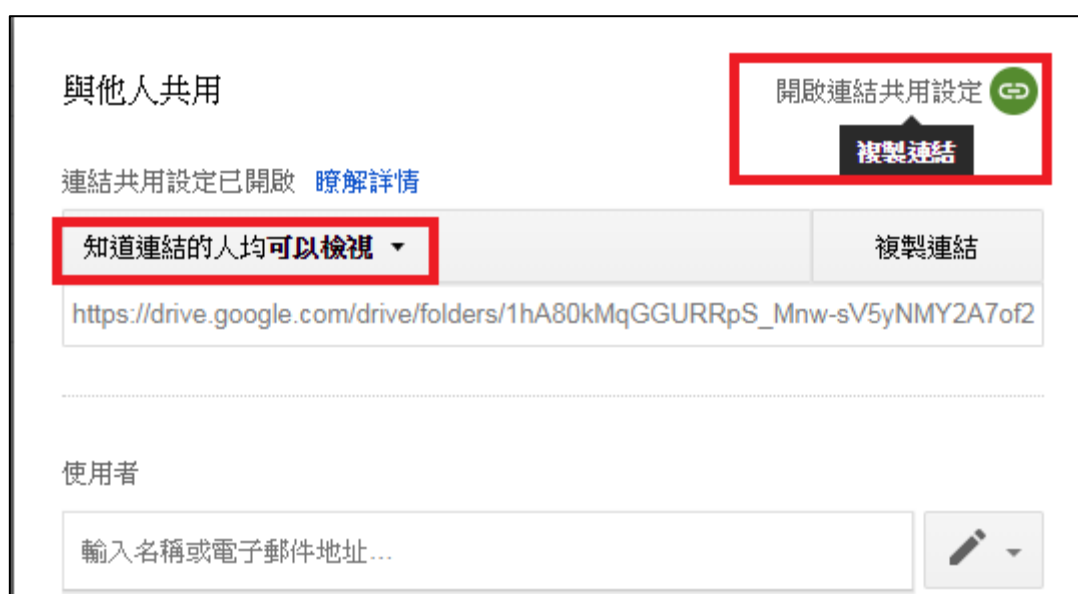 與他人共用
開啟連結共用設定
複製連結
連結共用設定已開啟 瞭解詳情
知道連結的人均可以檢視
複製連結
https://drive.google.com/drive/folders/1hA80kMqGGURRpS_Mnw-sV5yNMY2A7of2
使用者
輸入名稱或電子郵件地址...